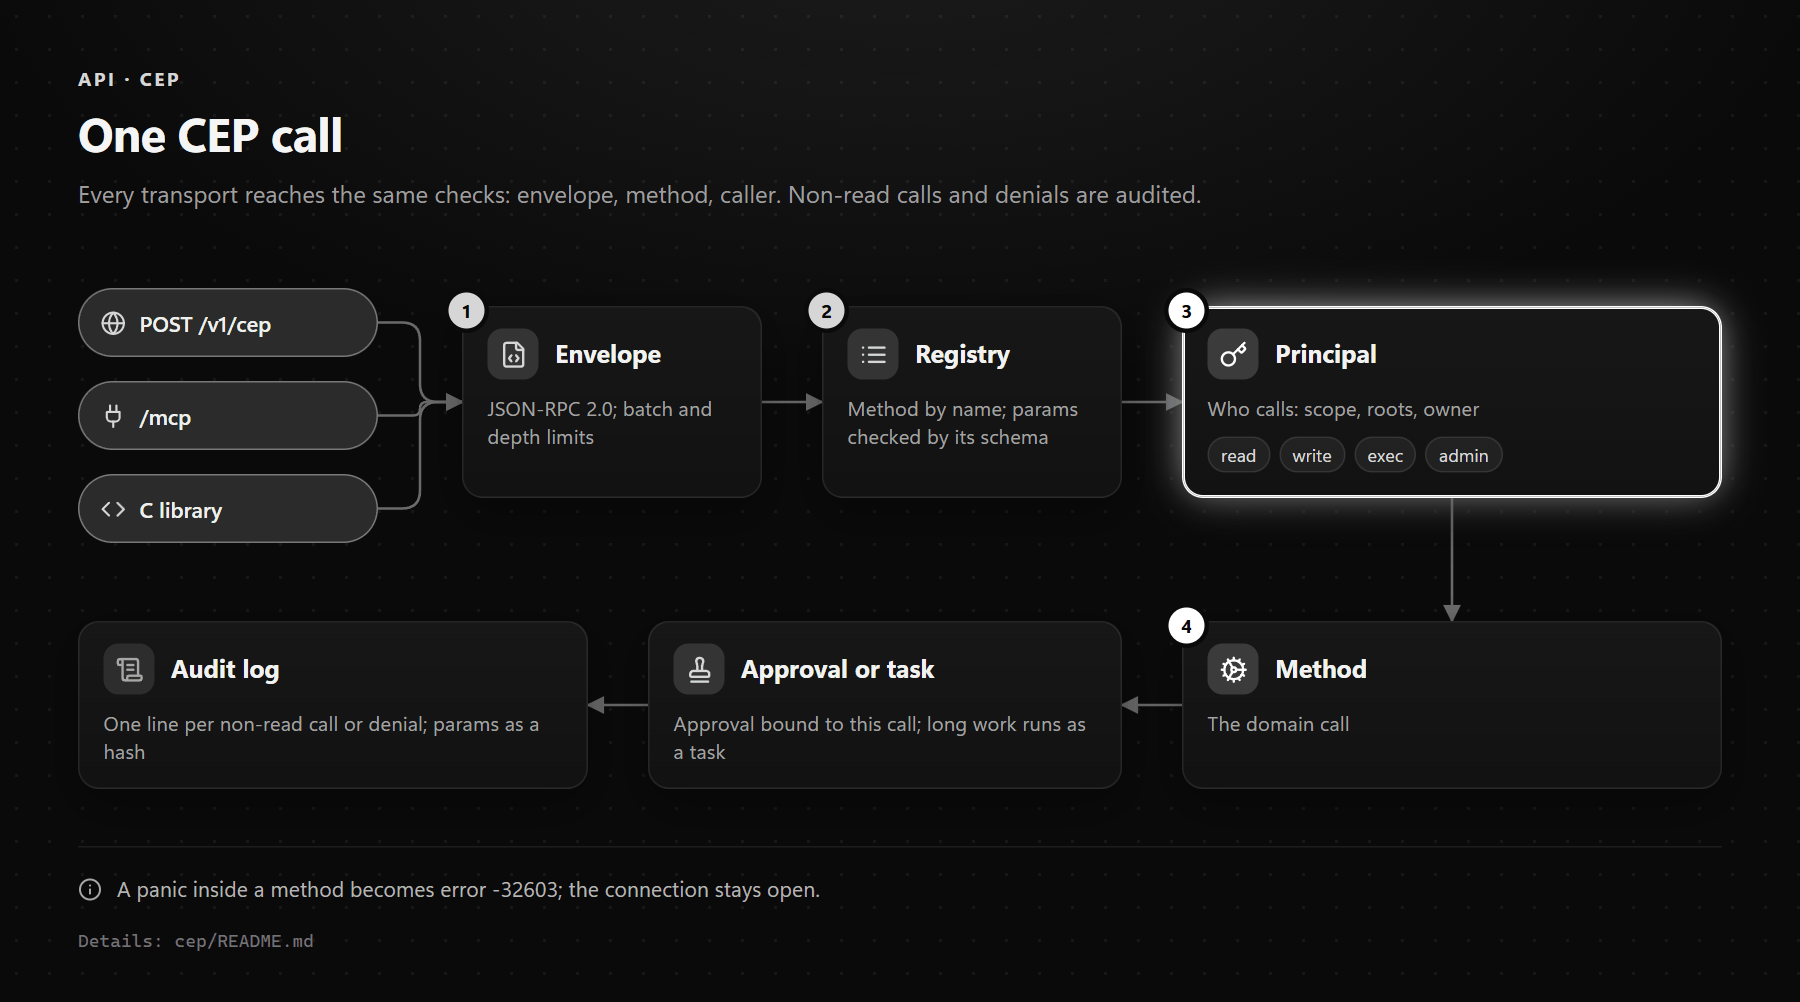 API · CEP
One CEP call
Every transport reaches the same checks: envelope, method, caller. Non-read calls and denials are audited.
POST /v1/cep
/mcp
C library
1
Envelope
JSON-RPC 2.0; batch and
depth limits
2
Registry
Method by name; params
checked by its schema
3
Principal
Who calls: scope, roots, owner
read write exec admin
4
Method
The domain call
Approval or task
Approval bound to this call; long work runs as
a task
Audit log
One line per non-read call or denial; params as a
hash
A panic inside a method becomes error -32603; the connection stays open.
Details: cep/README.md